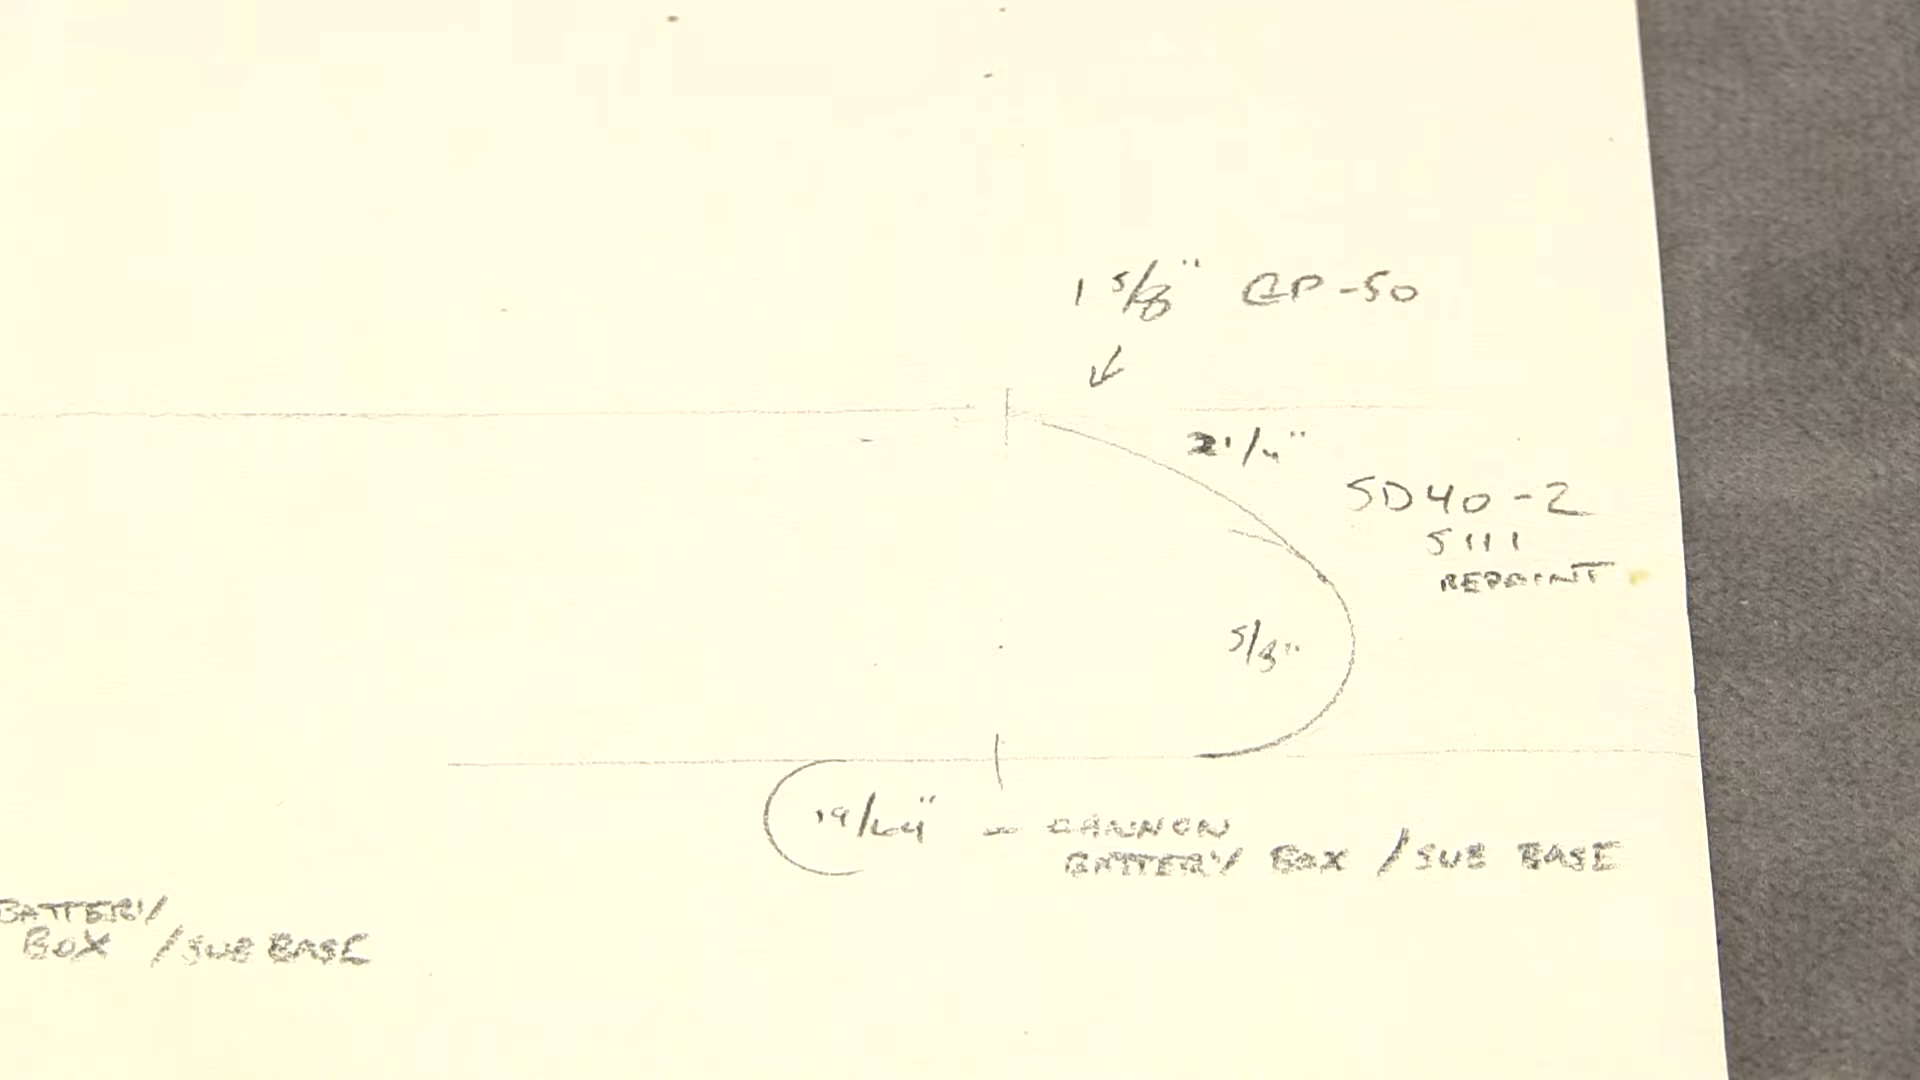 1 5/8" GP-50
2 1/4"
SD40-2
5111
REPAINT
5/8"
19/64" - CANNON
BATTERY BOX / SUB BASE
BATTERY
BOX / SUB BASE